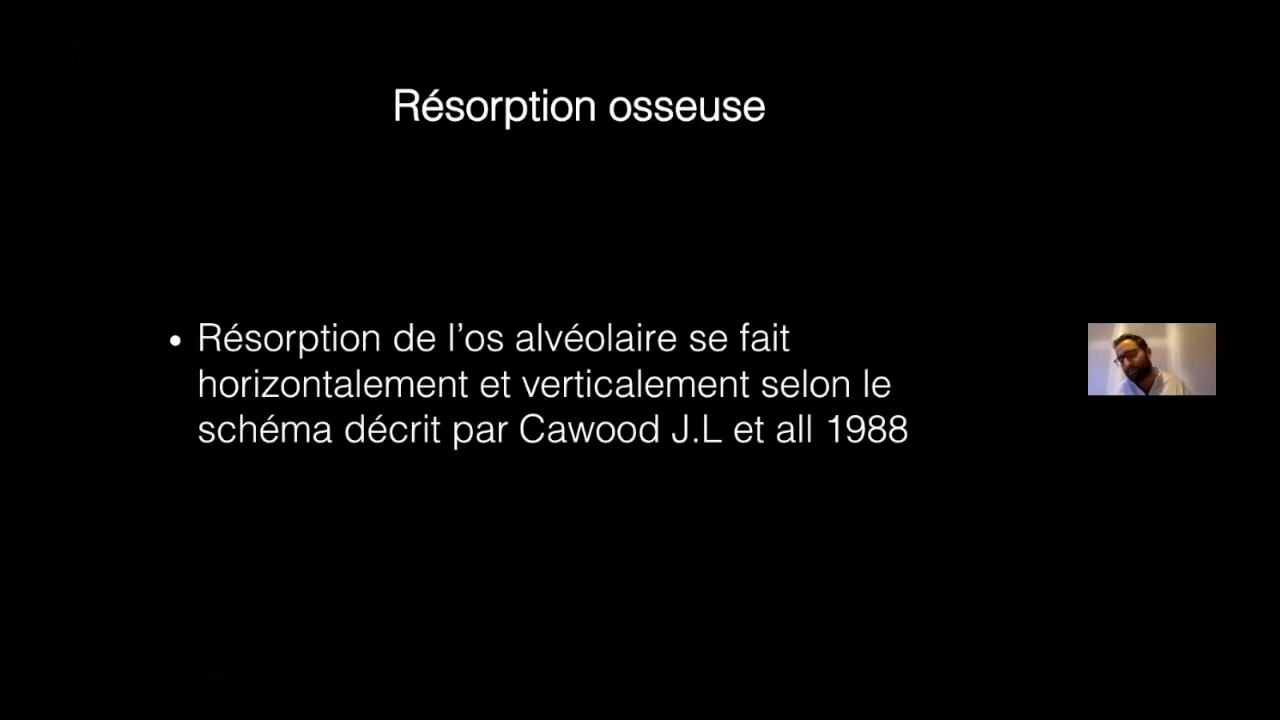 Résorption osseuse
• Résorption de l’os alvéolaire se fait
horizontalement et verticalement selon le
schéma décrit par Cawood J.L et all 1988